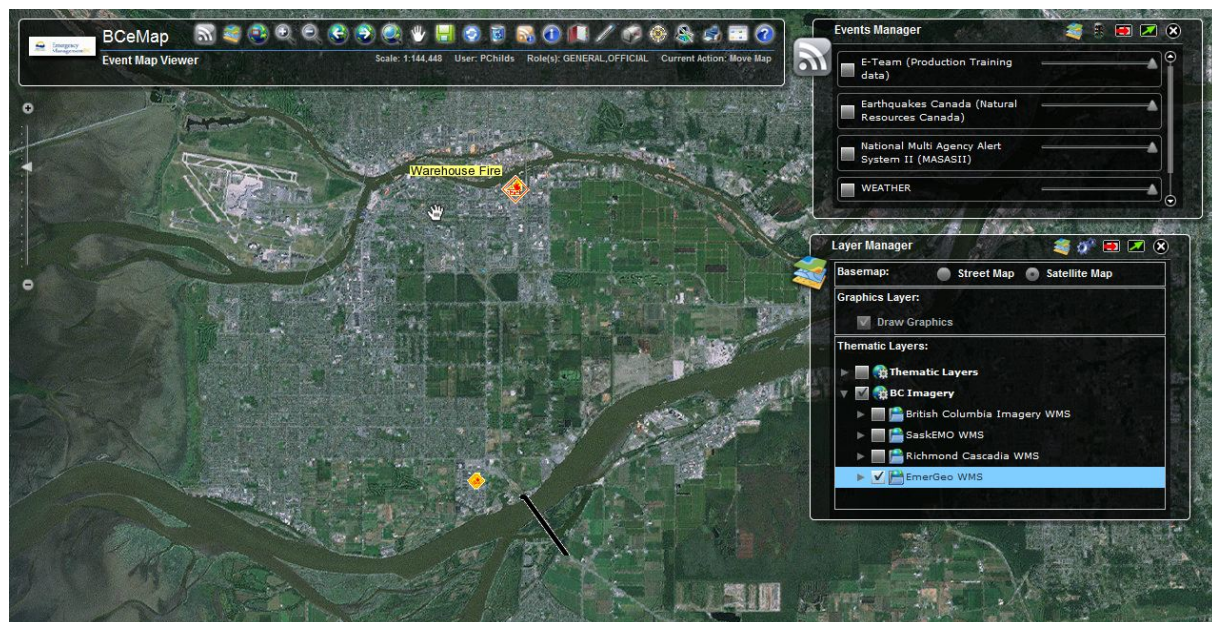 Emergency
Management BC
BCeMap
Event Map Viewer
Scale: 1:144,448 User: PChilds Role(s): GENERAL,OFFICIAL Current Action: Move Map
Warehouse Fire
Events Manager
E-Team (Production Training
data)
Earthquakes Canada (Natural
Resources Canada)
National Multi Agency Alert
System II (MASASII)
WEATHER
Layer Manager
Basemap: Street Map Satellite Map
Graphics Layer:
Draw Graphics
Thematic Layers:
Thematic Layers
BC Imagery
British Columbia Imagery WMS
SaskEMO WMS
Richmond Cascadia WMS
EmerGeo WMS